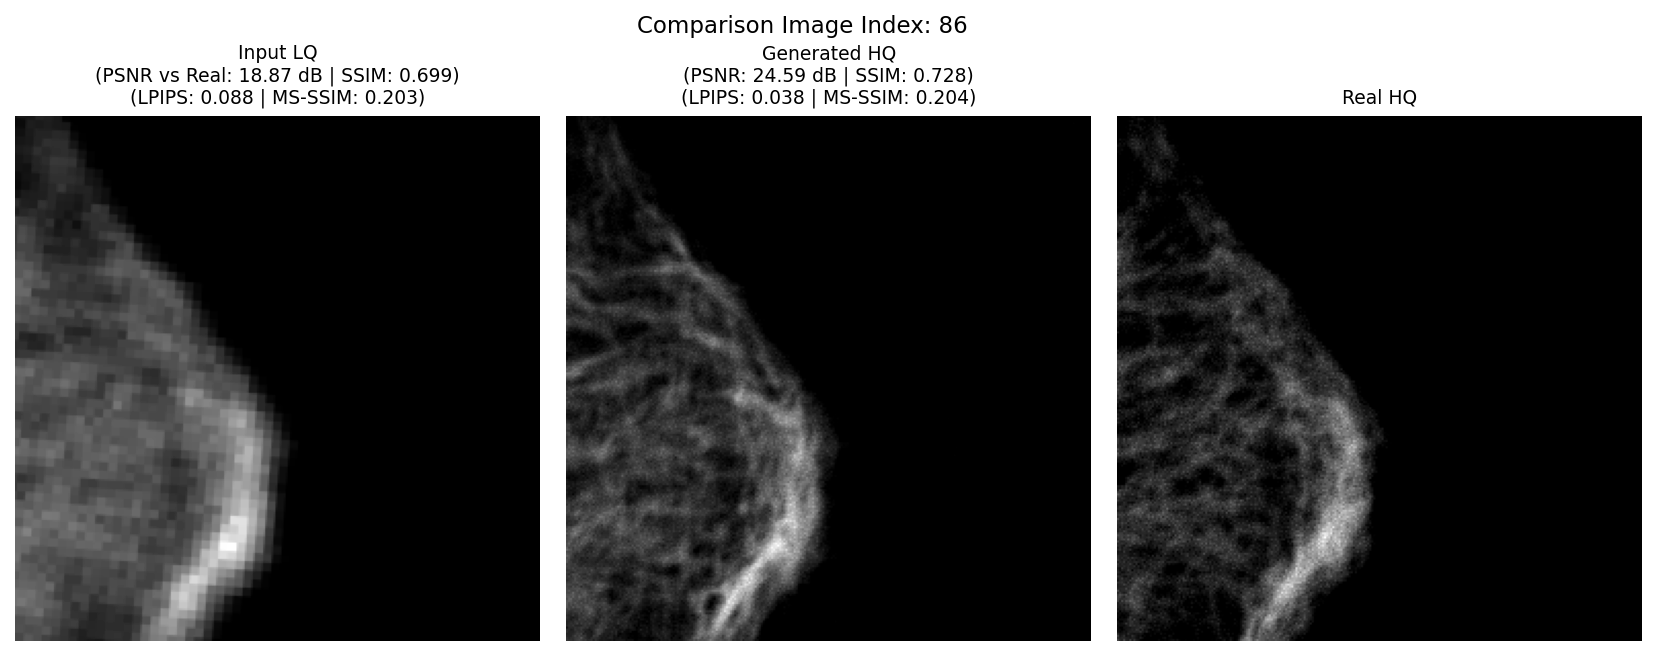 Comparison Image Index: 86
Input LQ
(PSNR vs Real: 18.87 dB | SSIM: 0.699)
(LPIPS: 0.088 | MS-SSIM: 0.203)
Generated HQ
(PSNR: 24.59 dB | SSIM: 0.728)
(LPIPS: 0.038 | MS-SSIM: 0.204)
Real HQ